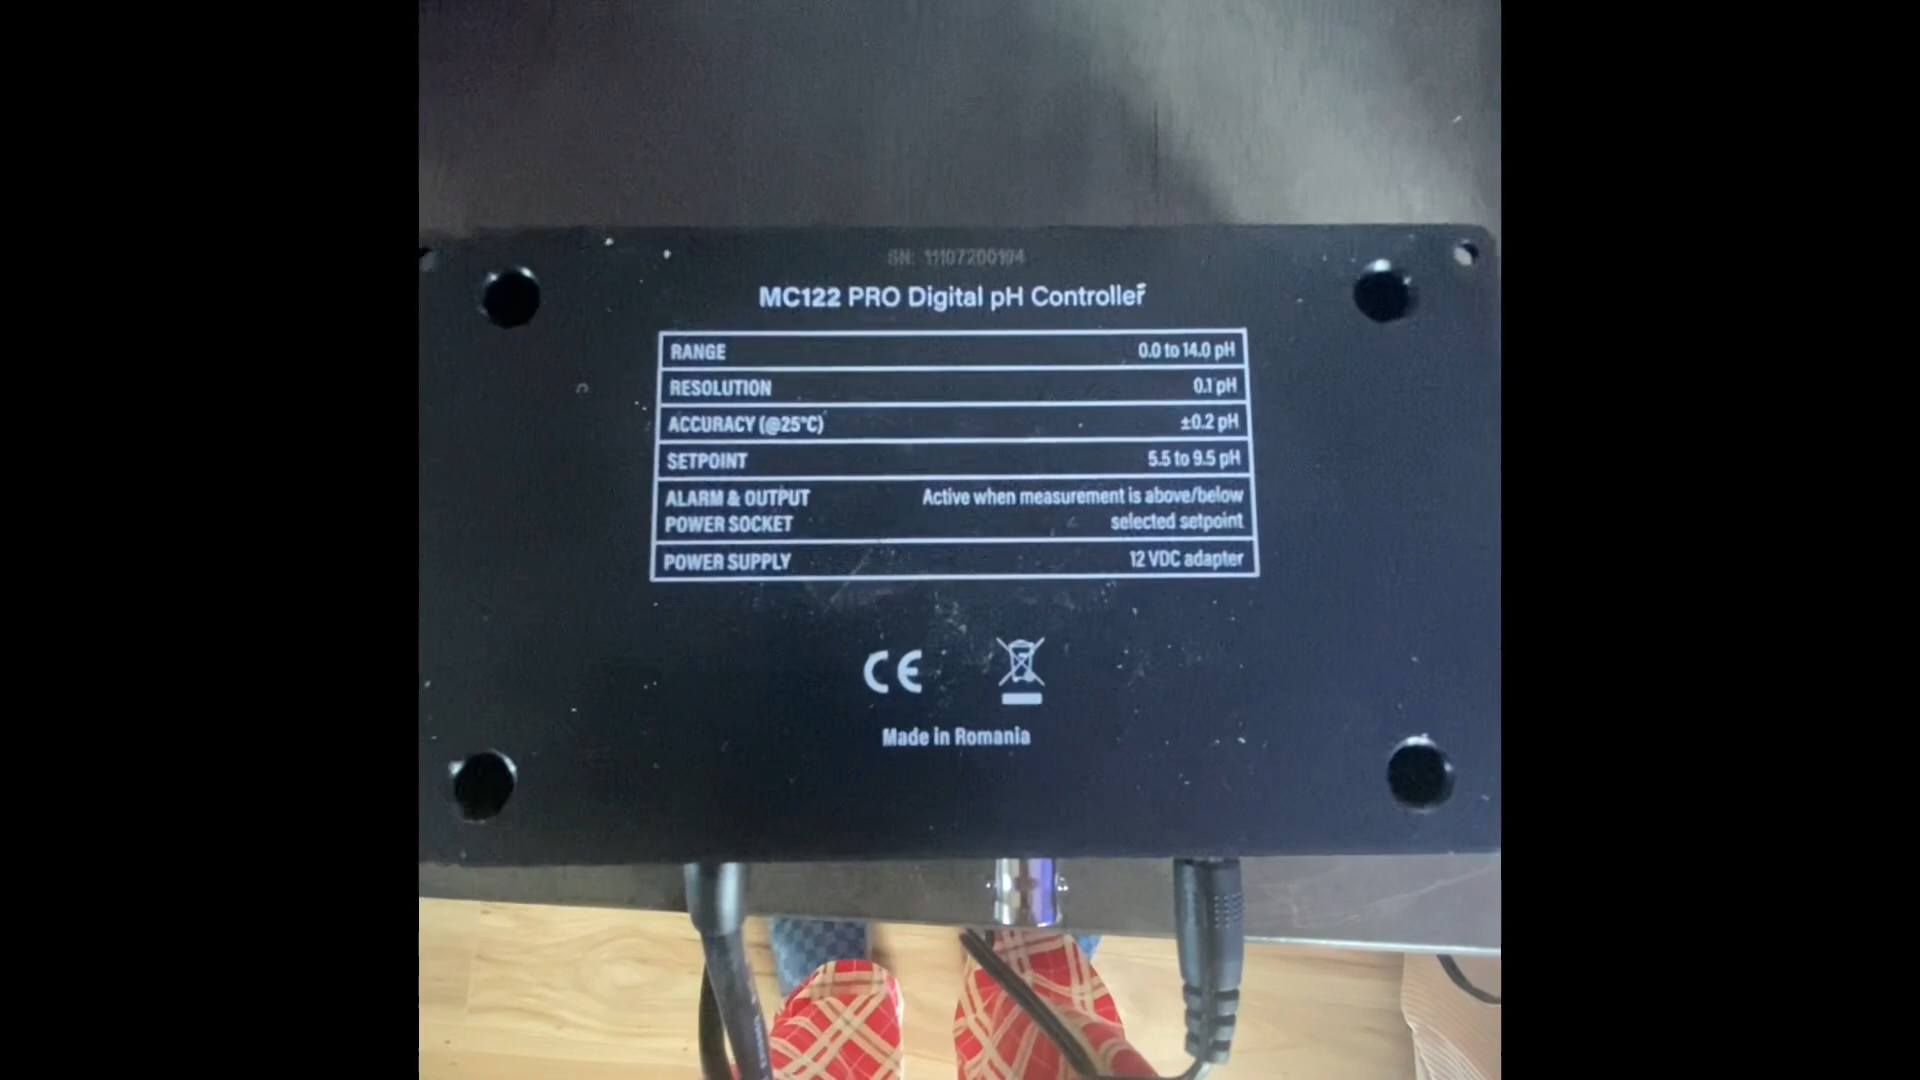 SN: 11107200194
MC122 PRO Digital pH Controller
RANGE 0.0 to 14.0 pH
RESOLUTION 0.1 pH
ACCURACY (@25°C) ±0.2 pH
SETPOINT 5.5 to 9.5 pH
ALARM & OUTPUT Active when measurement is above/below
POWER SOCKET selected setpoint
POWER SUPPLY 12 VDC adapter
CE
Made in Romania